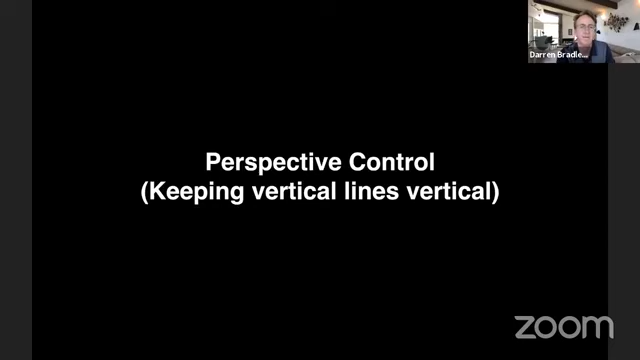 Darren Bradle...
Perspective Control
(Keeping vertical lines vertical)
zoom